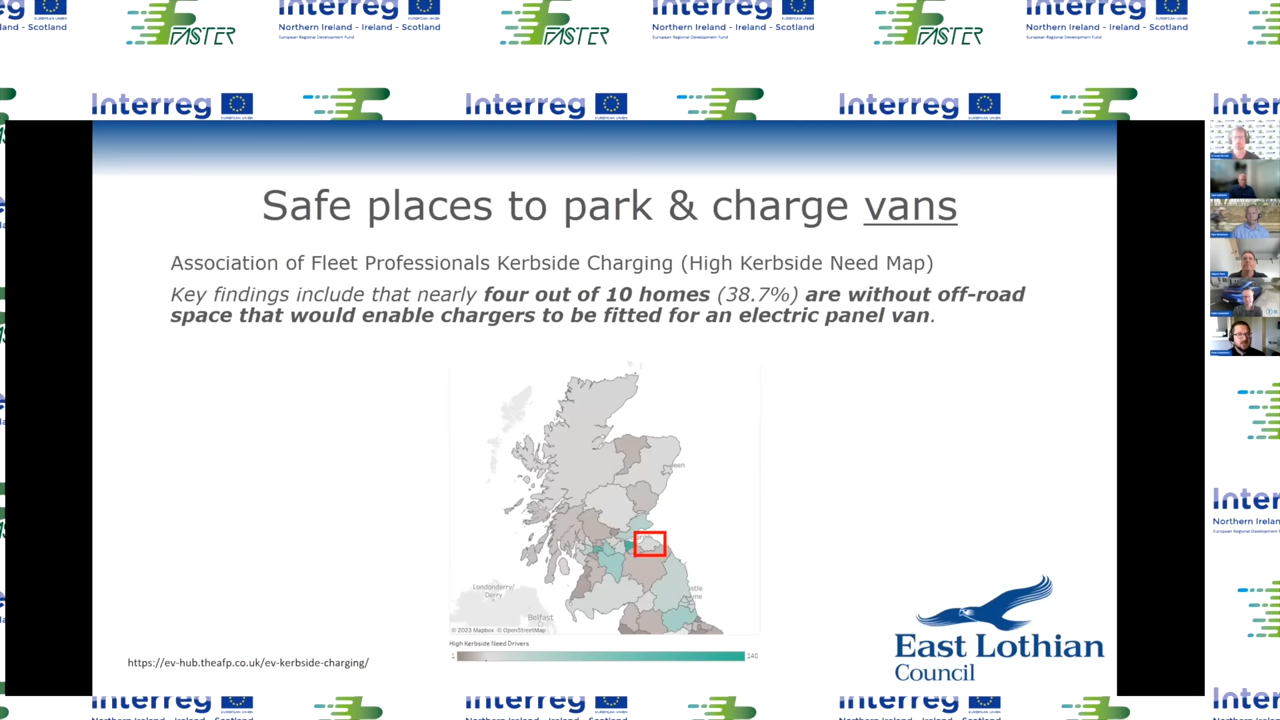 Interreg
Northern Ireland - Ireland - Scotland
European Regional Development Fund
EUROPEAN UNION
FASTER
Safe places to park & charge vans
Association of Fleet Professionals Kerbside Charging (High Kerbside Need Map)
Key findings include that nearly four out of 10 homes (38.7%) are without off-road
space that would enable chargers to be fitted for an electric panel van.
Londonderry/
Derry
Belfast
© 2023 Mapbox © OpenStreetMap
High Kerbside Need Drivers
1
140
https://ev-hub.theafp.co.uk/ev-kerbside-charging/
East Lothian
Council